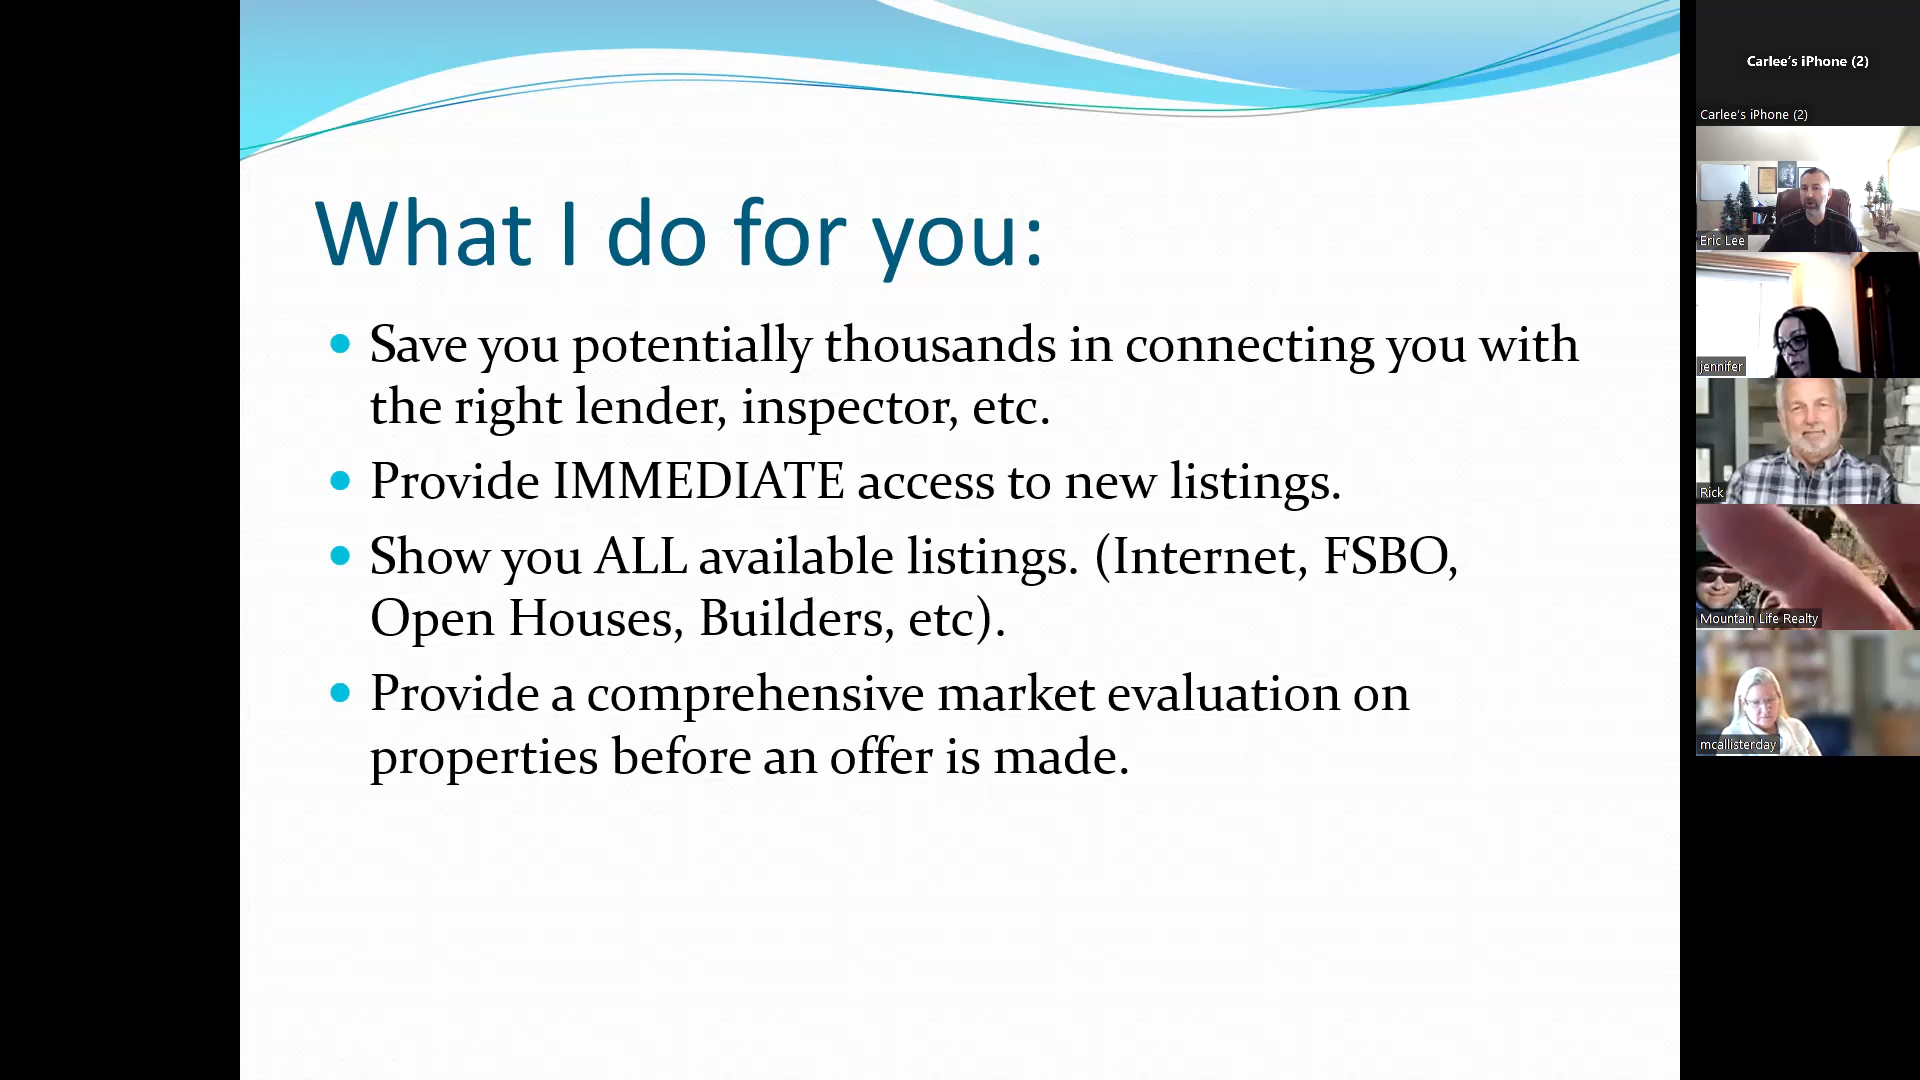 What I do for you:
Save you potentially thousands in connecting you with
the right lender, inspector, etc.
Provide IMMEDIATE access to new listings.
Show you ALL available listings. (Internet, FSBO,
Open Houses, Builders, etc).
Provide a comprehensive market evaluation on
properties before an offer is made.
Carlee's iPhone (2)
Carlee's iPhone (2)
Eric Lee
jennifer
Rick
Mountain Life Realty
mcallisterday